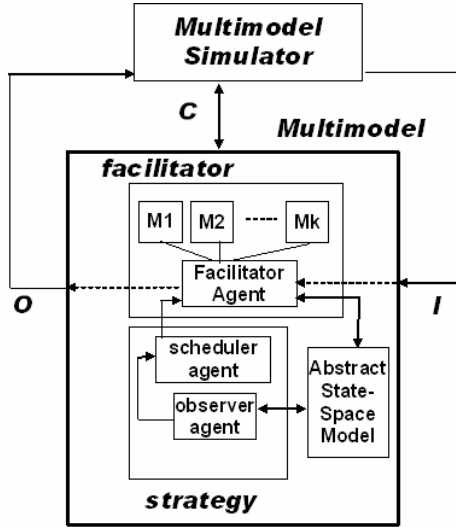 Multimodel
Simulator
C
Multimodel
facilitator
M1 M2 Mk
Facilitator
Agent
O
I
scheduler
agent
observer
agent
Abstract
State-
Space
Model
strategy